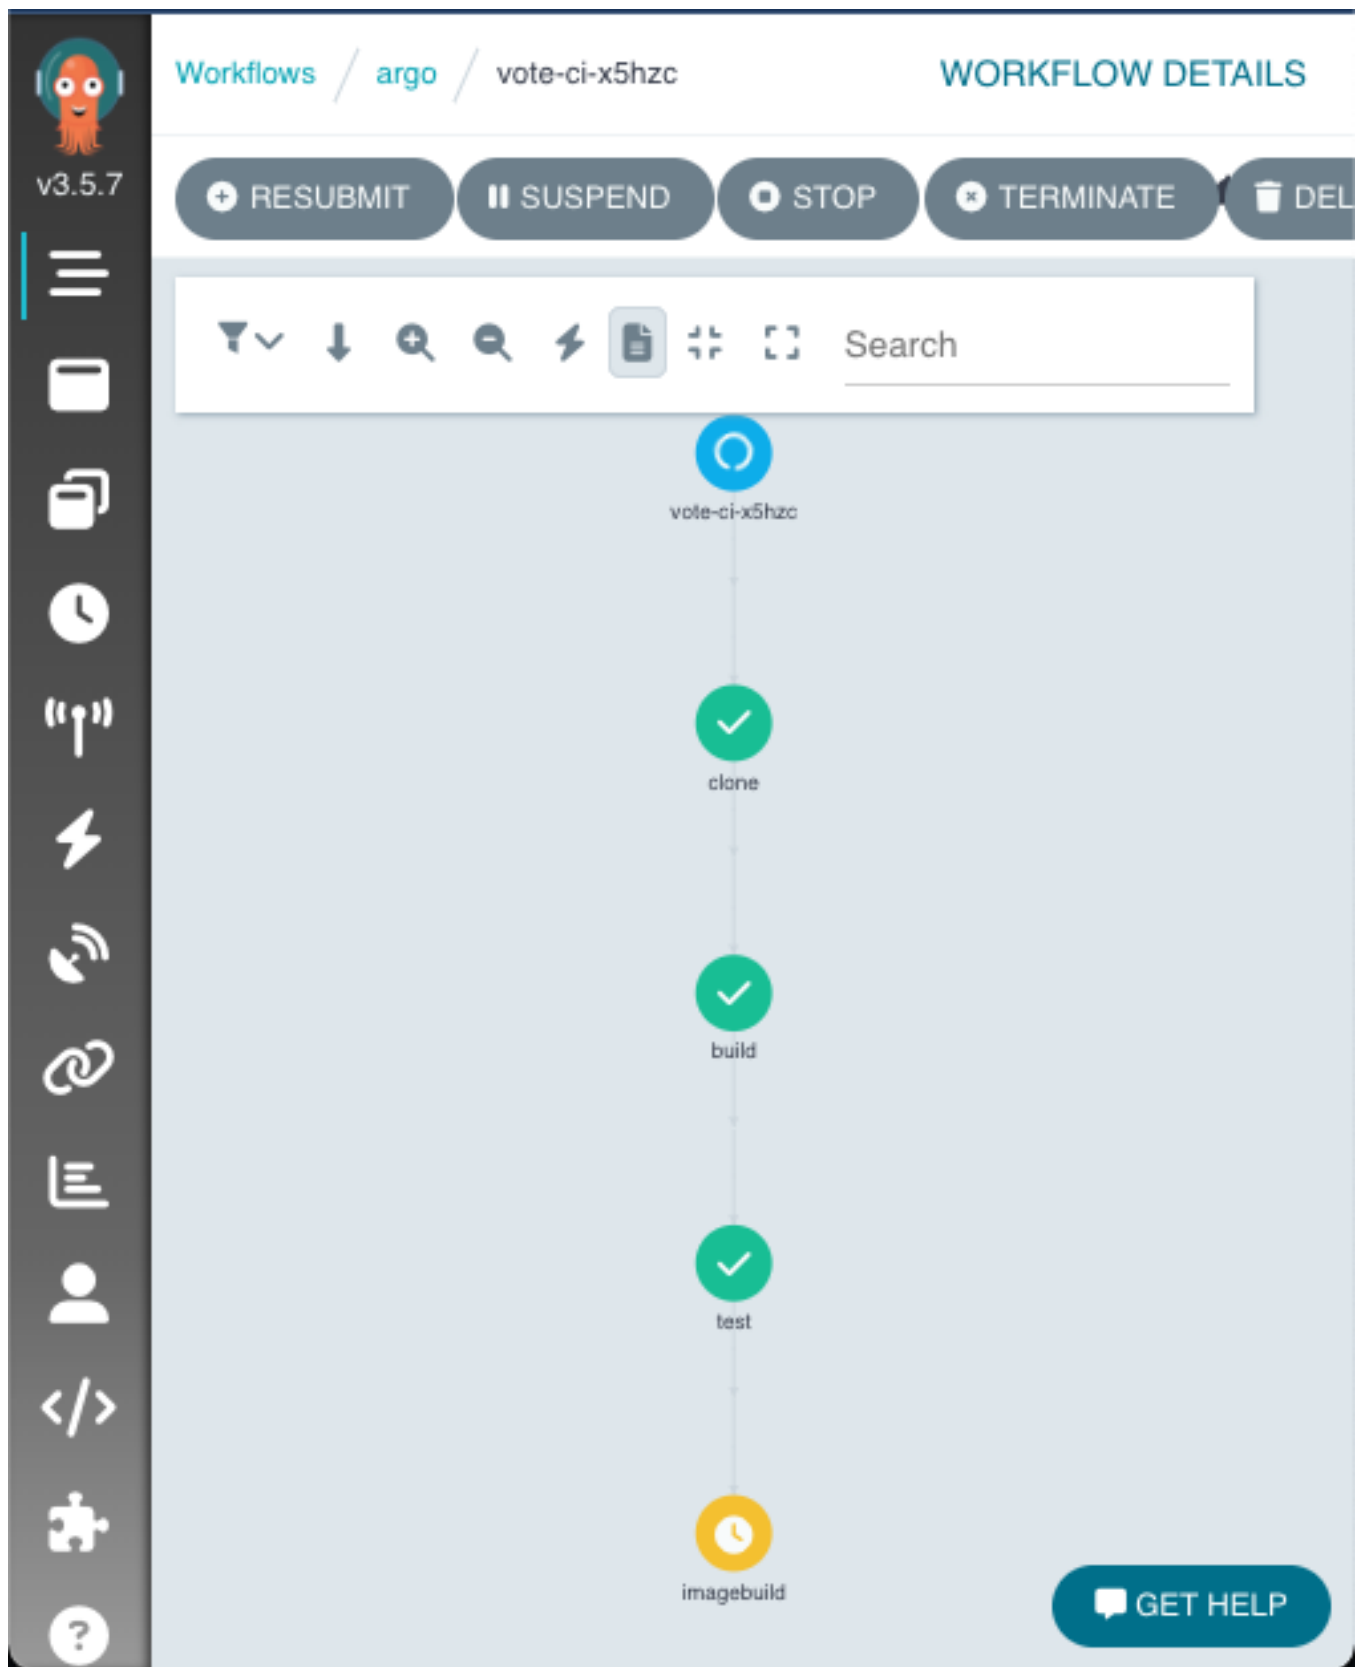 Workflows / argo / vote-ci-x5hzc
WORKFLOW DETAILS
v3.5.7
RESUBMIT
SUSPEND
STOP
TERMINATE
DEL
Search
vote-ci-x5hzc
clone
build
test
imagebuild
GET HELP